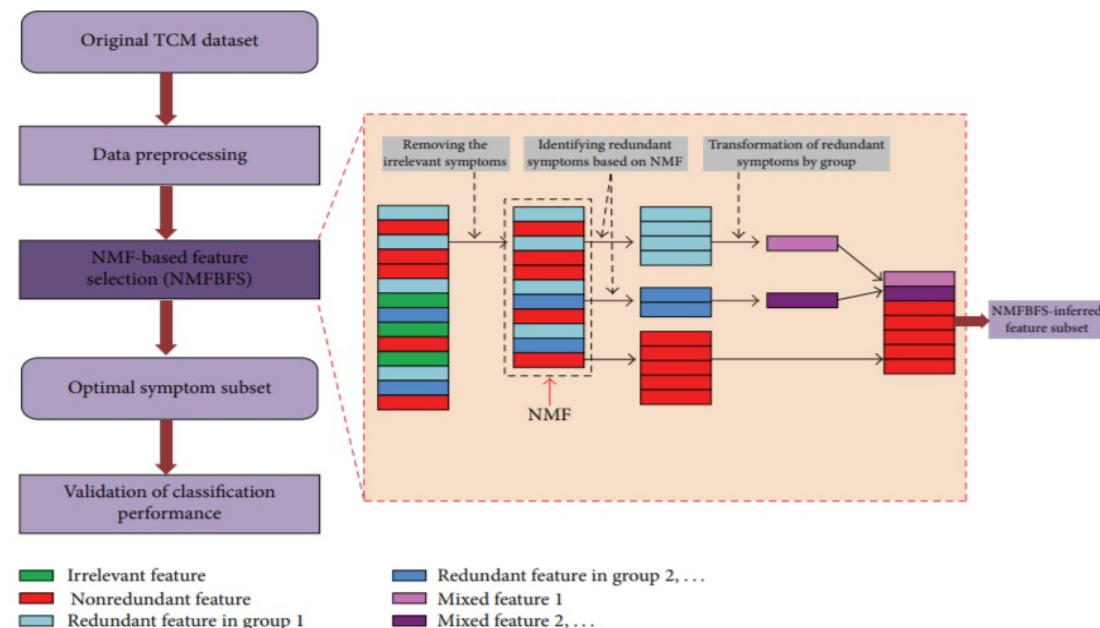 Original TCM dataset
Data preprocessing
NMF-based feature
selection (NMFBFS)
Optimal symptom subset
Validation of classification
performance
Removing the
irrelevant symptoms
Identifying redundant
symptoms based on NMF
Transformation of redundant
symptoms by group
NMF
NMFBFS-inferred
feature subset
Irrelevant feature
Nonredundant feature
Redundant feature in group 1
Redundant feature in group 2, . . .
Mixed feature 1
Mixed feature 2, . . .